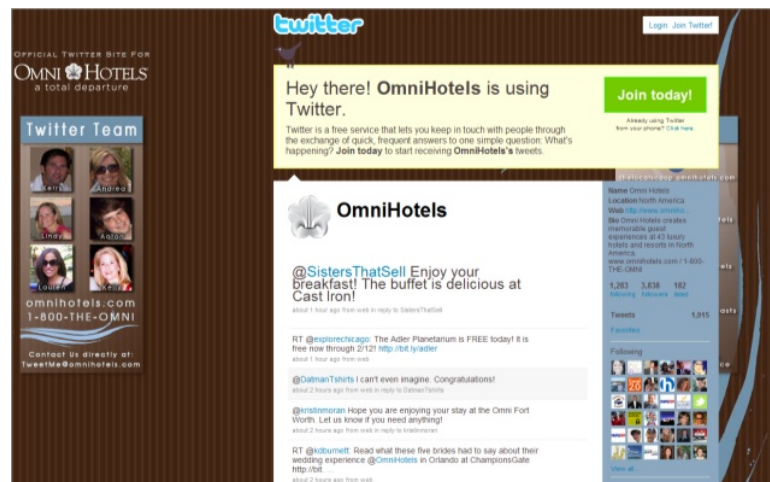 twitter
Login Join Twitter!
OFFICIAL TWITTER SITE FOR
OMNI HOTELS
a total departure
Twitter Team
Kerry
Andrea
Lindy
Aaron
Lauren
Kelly
omnihotels.com
1-800-THE-OMNI
Contact Us directly at:
TweetMe@omnihotels.com
Hey there! OmniHotels is using
Twitter.
Twitter is a free service that lets you keep in touch with people through
the exchange of quick, frequent answers to one simple question: What's
happening? Join today to start receiving OmniHotels's tweets.
Join today!
Already using Twitter
from your phone? Click here.
OmniHotels
@SistersThatSell Enjoy your
breakfast! The buffet is delicious at
Cast Iron!
about 1 hour ago from web in reply to SistersThatSell
RT @explorechicago: The Adler Planetarium is FREE today! It is
free now through 2/12! http://bit.ly/adler
about 1 hour ago from web
@DatmanTshirts I can't even imagine. Congratulations!
about 2 hours ago from web in reply to DatmanTshirts
@kristinmoran Hope you are enjoying your stay at the Omni Fort
Worth. Let us know if you need anything!
about 2 hours ago from web in reply to kristinmoran
RT @kdburnett: Read what these five brides had to say about their
wedding experience @OmniHotels in Orlando at ChampionsGate
http://bit. ...
about 2 hours ago from web
Name Omni Hotels
Location North America
Web http://www.omniho...
Bio Omni Hotels creates
memorable guest
experiences at 43 luxury
hotels and resorts in North
America.
www.omnihotels.com / 1-800-
THE-OMNI
1,283 3,838 182
following followers listed
Tweets 1,015
Favorites
Following
View all...